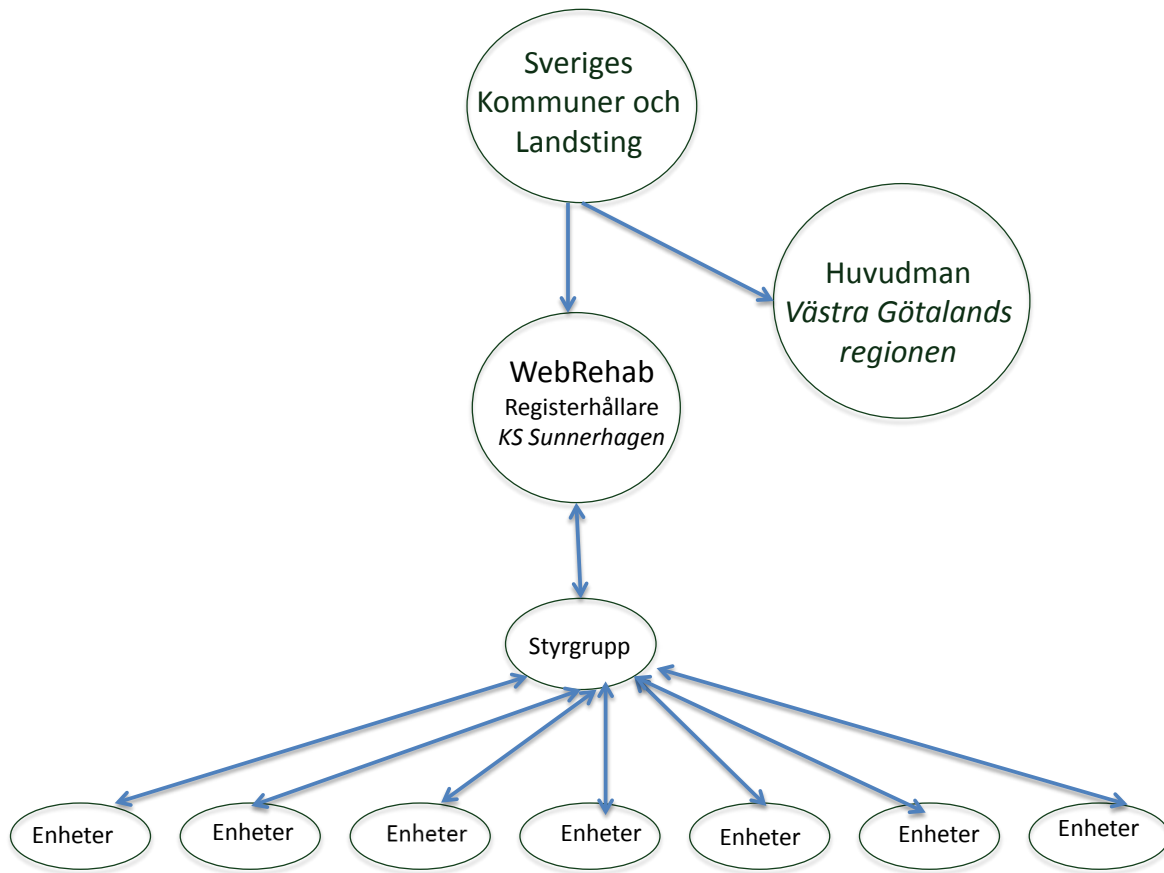 Sveriges
Kommuner och
Landsting
Huvudman
Västra Götalands
regionen
WebRehab
Registerhållare
KS Sunnerhagen
Styrgrupp
Enheter
Enheter
Enheter
Enheter
Enheter
Enheter
Enheter